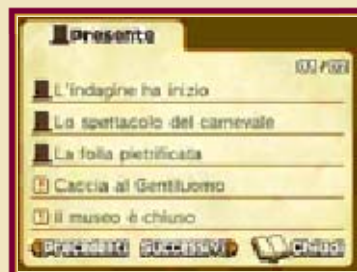 Presente
L'indagine ha inizio
Lo spettacolo del carnevale
La folla pietrificata
Caccia al Gentiluomo
Il museo è chiuso
Precedenti Successivi Chiudi